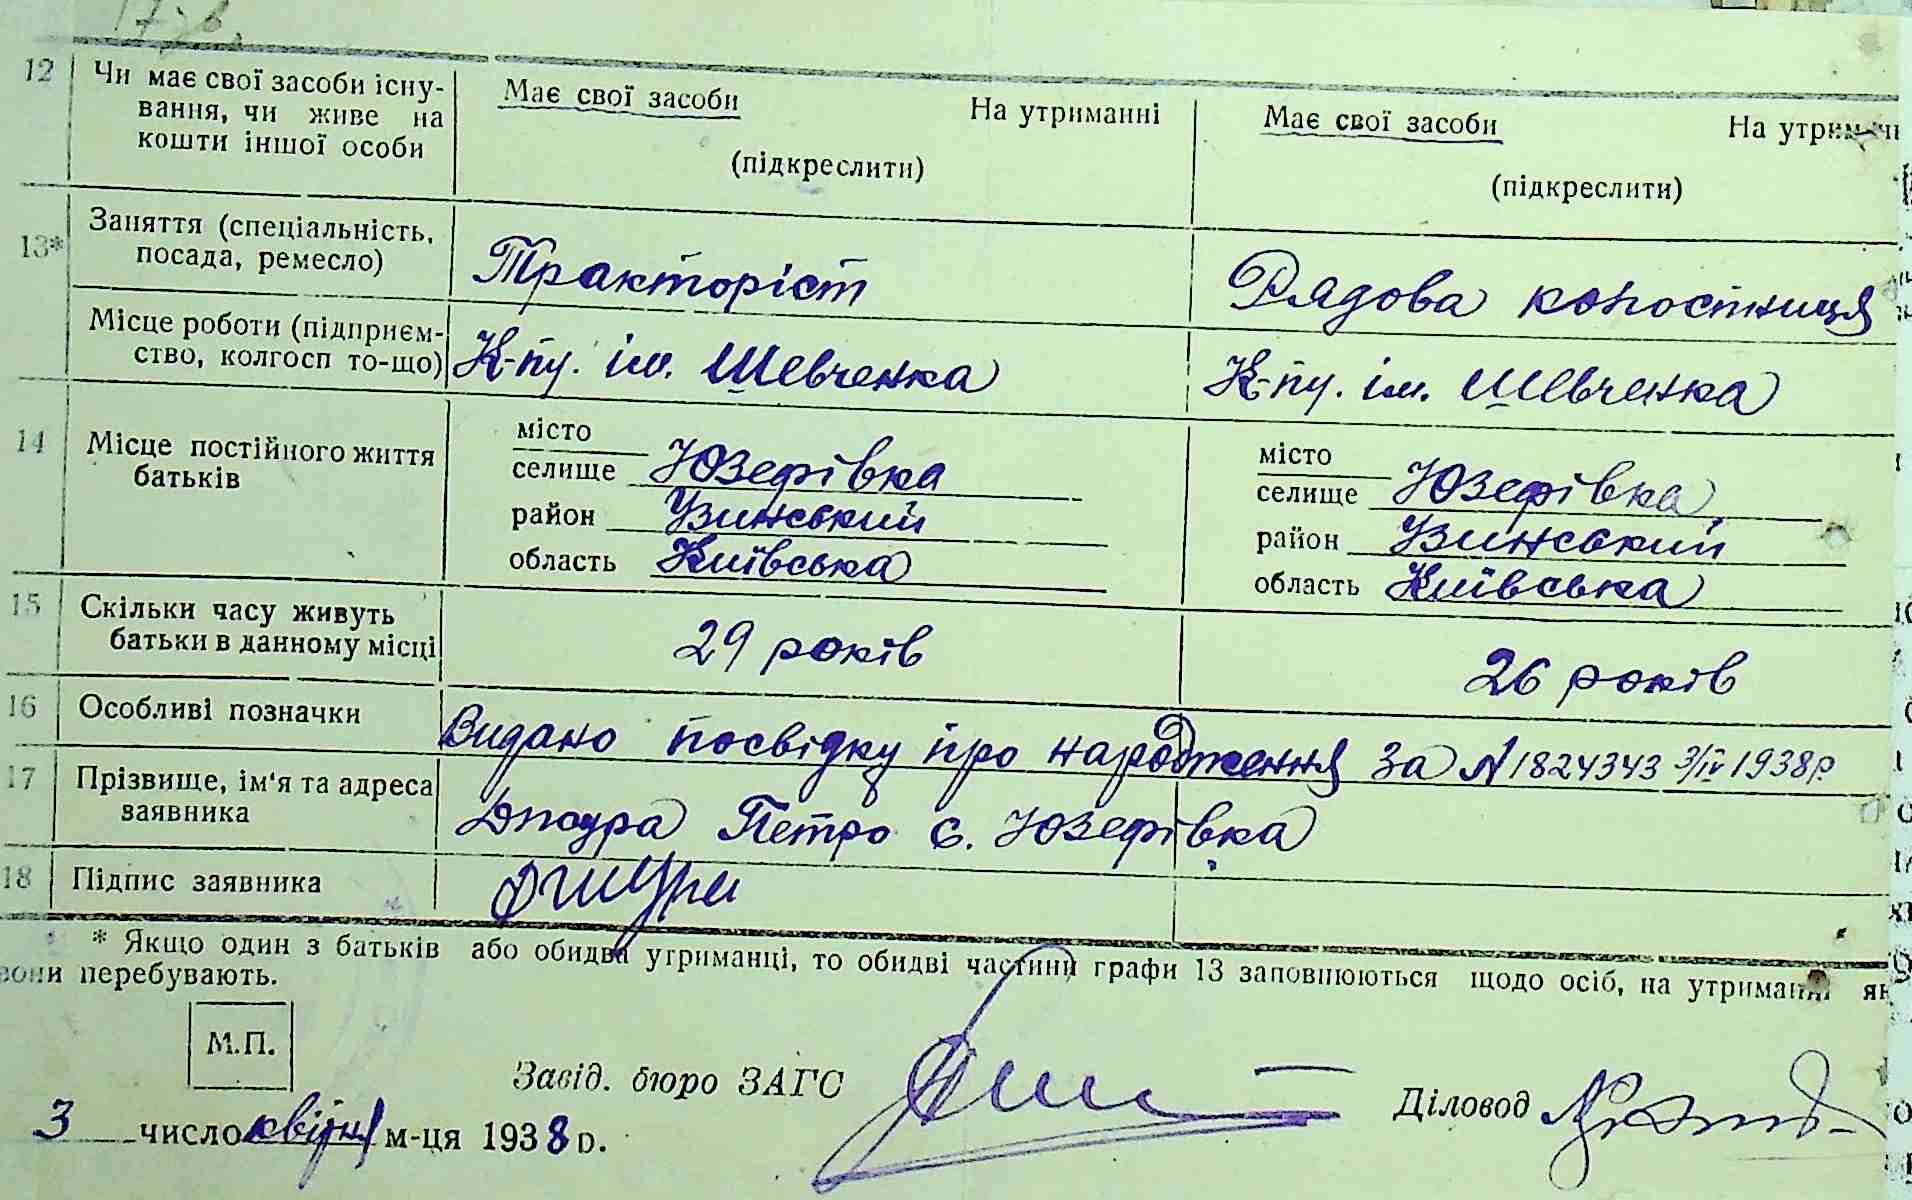 12 Чи має свої засоби існу-
вання, чи живе на
кошти іншої особи
Має свої засоби На утриманні
(підкреслити)
Має свої засоби
(підкреслити)
13* Заняття (спеціальність,
посада, ремесло)
Тракторіст
Рядова
Місце роботи (підприєм-
ство, колгосп то-що)
К-пу. ім. Шевченка
К-пу. ім. Шевченка
14 Місце постійного життя
батьків
місто
селище Юзефівка
район Узинський
область Київська
місто
селище Юзефівка
район Узинський
область Київська
15 Скільки часу живуть
батьки в данному місці
29 років
26 років
16 Особливі позначки
Видано посвідку про народження за N 1824343 3/IV 1938р
17 Прізвище, ім'я та адреса
заявника
Петро с. Юзефівка
18 Підпис заявника
* Якщо один з батьків або обидва утриманці, то обидві частини графи 13 заповнюються щодо осіб, на утриманні
вони перебувають.
М.П.
Завід. бюро ЗАГС
Діловод
3 число квітня м-ця 1938 р.